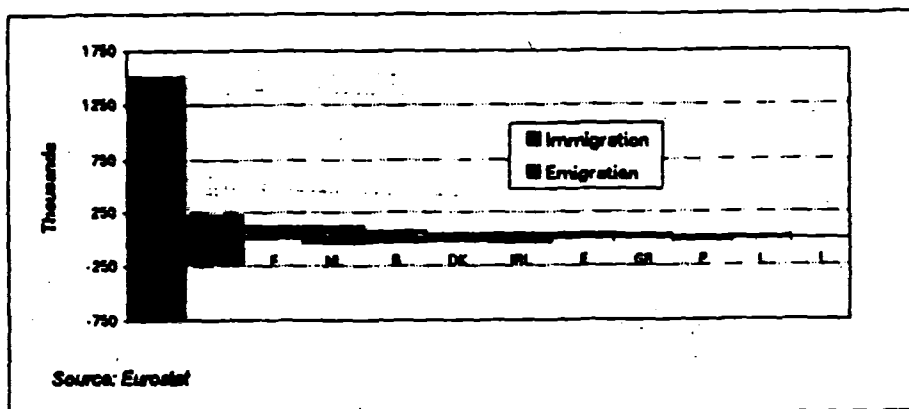 1750
1250
750
250
-250
-750
Thousands
Immigration
Emigration
F NL B DK IRL E GR P L I
Source: Eurostat